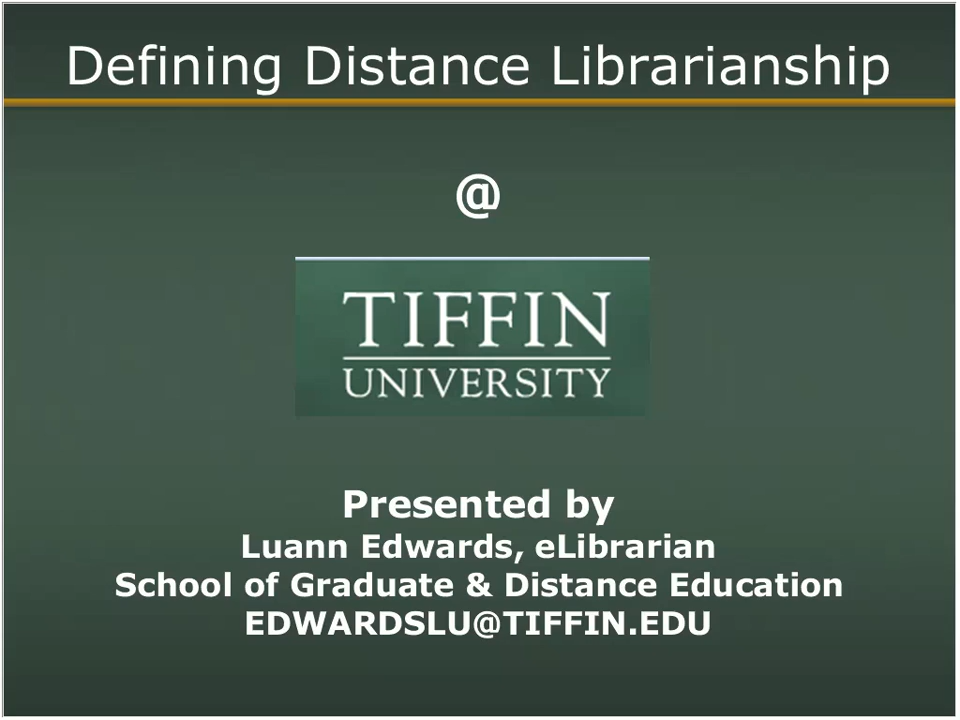 Defining Distance Librarianship
@
TIFFIN
UNIVERSITY
Presented by
Luann Edwards, eLibrarian
School of Graduate & Distance Education
EDWARDSLU@TIFFIN.EDU